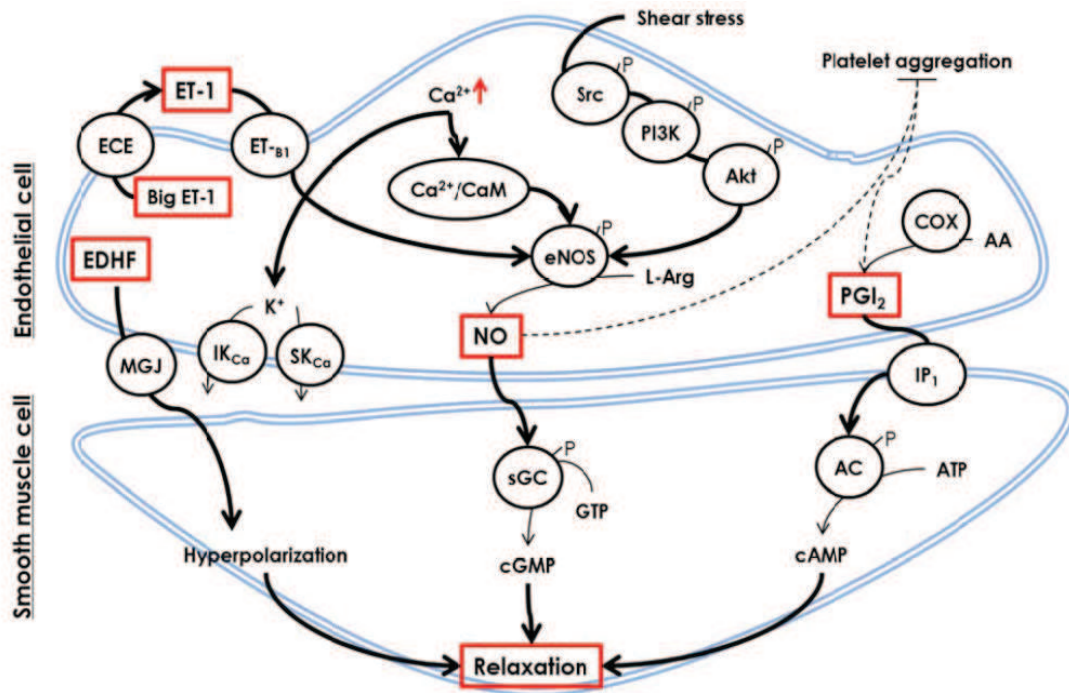 Shear stress
Platelet aggregation
ET-1
Ca²⁺
P
Src
P
PI3K
P
Akt
ECE
ET-B1
Big ET-1
Ca²⁺/CaM
P
eNOS
L-Arg
COX
AA
EDHF
PGI₂
K⁺
NO
MGJ
IKCa
SKCa
IP₁
Endothelial cell
P
sGC
GTP
P
AC
ATP
Hyperpolarization
cGMP
cAMP
Relaxation
Smooth muscle cell